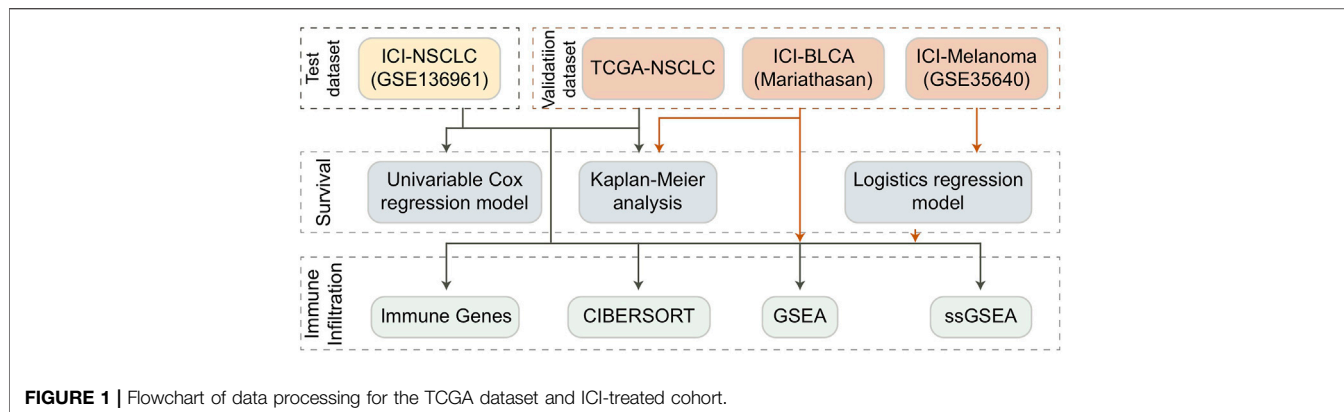 Test
dataset
ICI-NSCLC
(GSE136961)
Validatiion
dataset
TCGA-NSCLC
ICI-BLCA
(Mariathasan)
ICI-Melanoma
(GSE35640)
Survival
Univariable Cox
regression model
Kaplan-Meier
analysis
Logistics regression
model
Immune
Infiltration
Immune Genes
CIBERSORT
GSEA
ssGSEA
FIGURE 1 | Flowchart of data processing for the TCGA dataset and ICI-treated cohort.